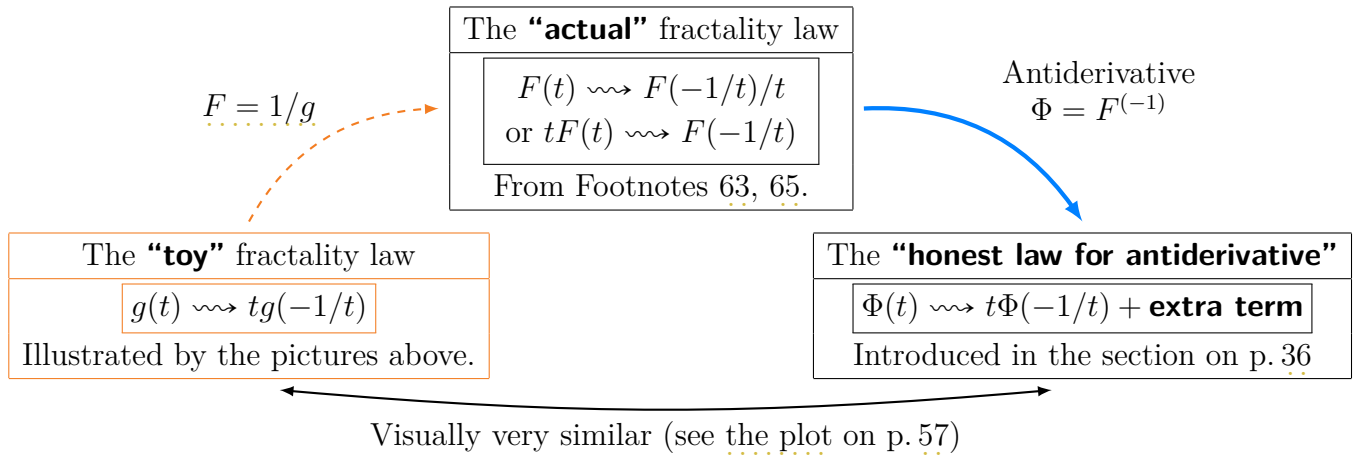 The “actual” fractality law
F(t) ⇝ F(−1/t)/t
or tF(t) ⇝ F(−1/t)
From Footnotes 63, 65.
F = 1/g
Antiderivative
Φ = F⁽⁻¹⁾
The “toy” fractality law
g(t) ⇝ tg(−1/t)
Illustrated by the pictures above.
The “honest law for antiderivative”
Φ(t) ⇝ tΦ(−1/t) + extra term
Introduced in the section on p. 36
Visually very similar (see the plot on p. 57)